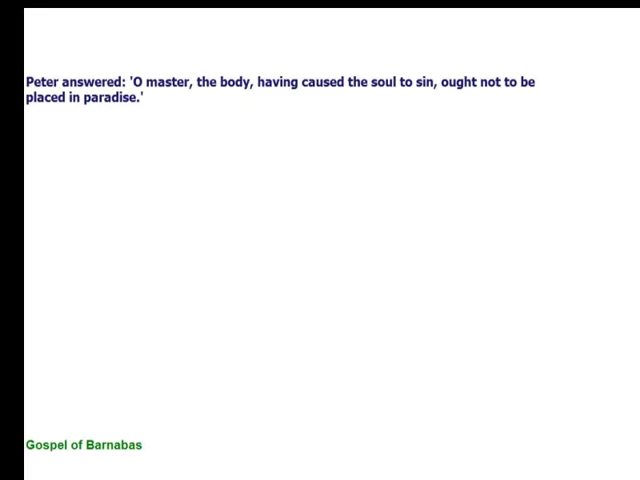 Peter answered: 'O master, the body, having caused the soul to sin, ought not to be
placed in paradise.'
Gospel of Barnabas